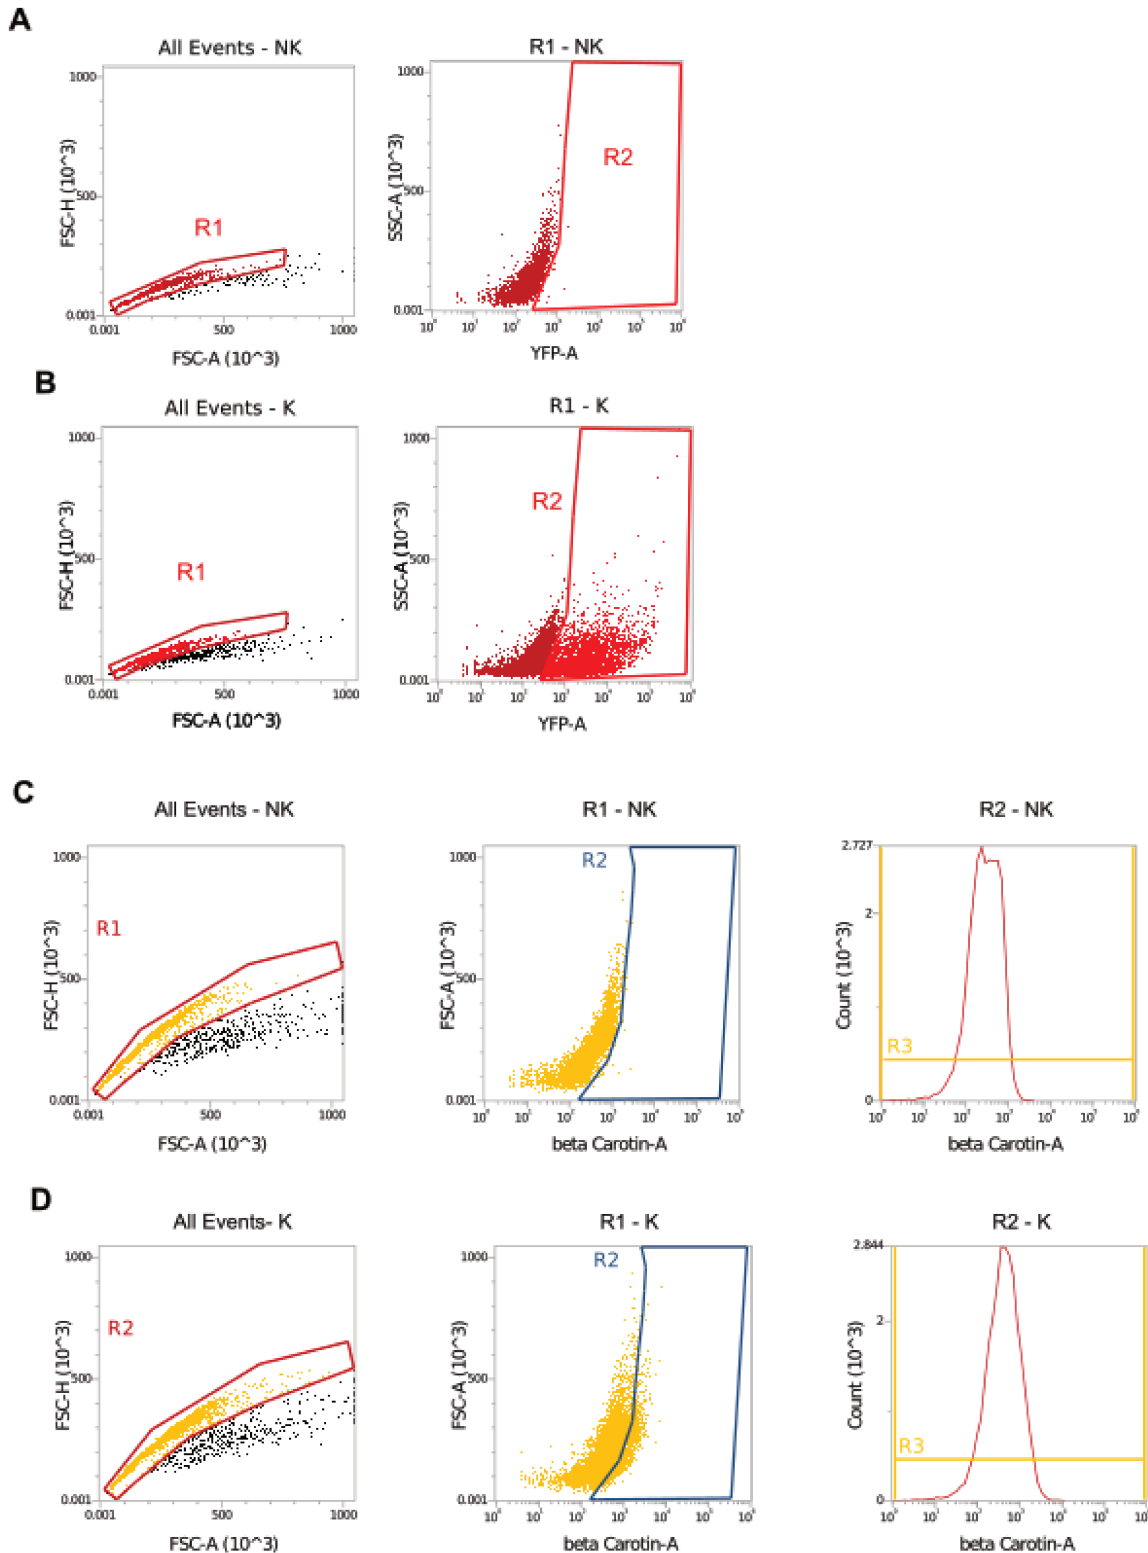 A
All Events - NK
R1 - NK
1000
500
0.001
FSC-H (10^3)
R1
0.001 500 1000
FSC-A (10^3)
1000
500
0.001
SSC-A (10^3)
R2
YFP-A
B
All Events - K
R1 - K
1000
500
0.001
FSC-H (10^3)
R1
0.001 500 1000
FSC-A (10^3)
1000
500
0.001
SSC-A (10^3)
R2
YFP-A
C
All Events - NK
R1 - NK
R2 - NK
1000
500
0.001
FSC-H (10^3)
R1
0.001 500 1000
FSC-A (10^3)
1000
500
0.001
FSC-A (10^3)
R2
beta Carotin-A
2.727
2
0
Count (10^3)
R3
beta Carotin-A
D
All Events- K
R1 - K
R2 - K
1000
500
0.001
FSC-H (10^3)
R2
0.001 500 1000
FSC-A (10^3)
1000
500
0.001
FSC-A (10^3)
R2
beta Carotin-A
2.844
2
0
Count (10^3)
R3
beta Carotin-A